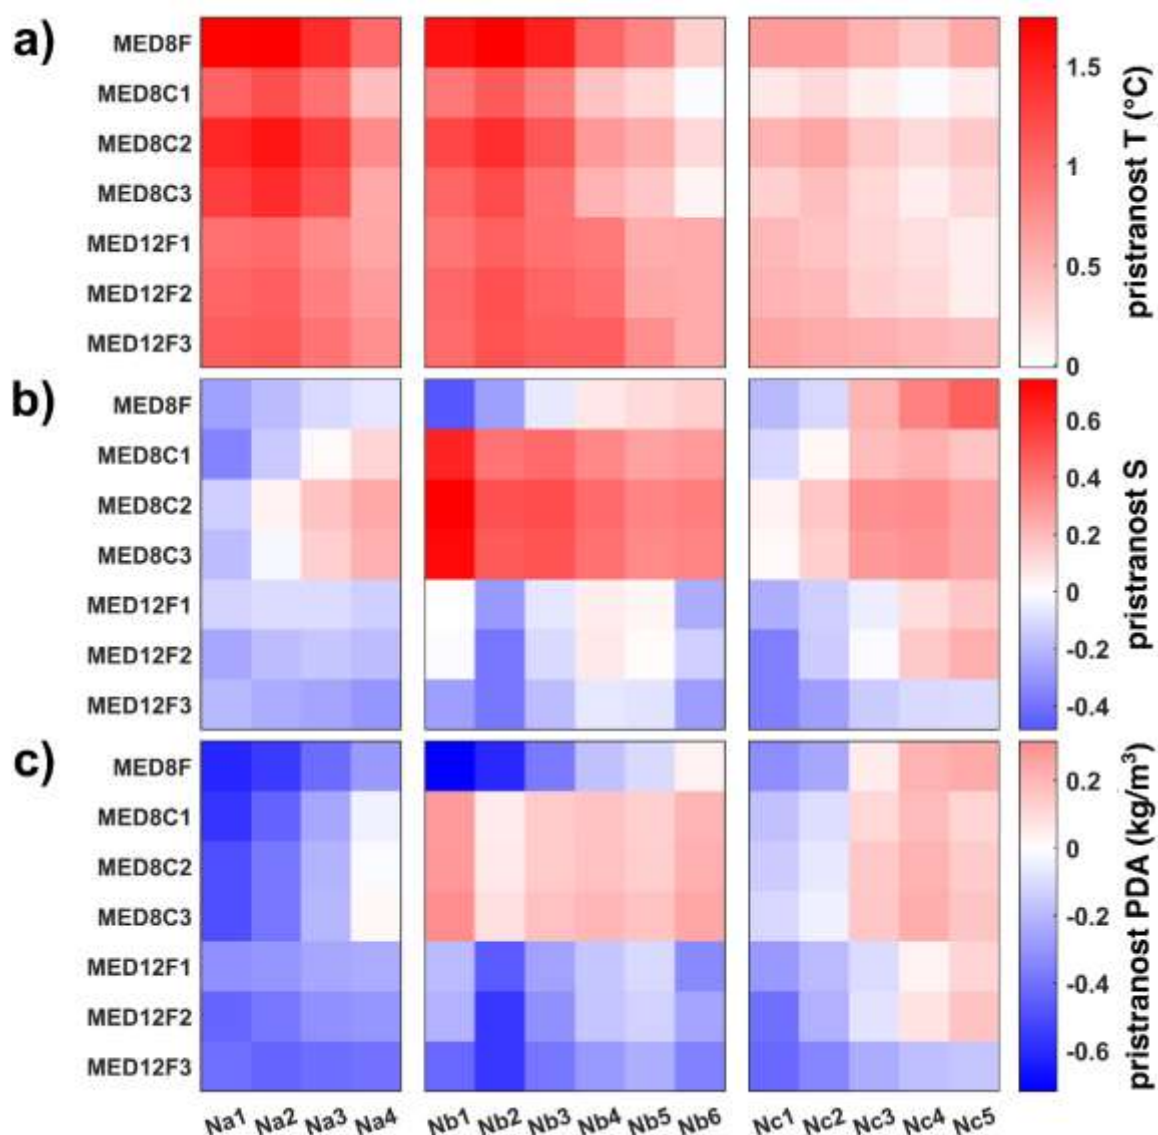 a)
MED8F
MED8C1
MED8C2
MED8C3
MED12F1
MED12F2
MED12F3
1.5
1
0.5
0
pristranost T (°C)
b)
MED8F
MED8C1
MED8C2
MED8C3
MED12F1
MED12F2
MED12F3
0.6
0.4
0.2
0
-0.2
-0.4
pristranost S
c)
MED8F
MED8C1
MED8C2
MED8C3
MED12F1
MED12F2
MED12F3
0.2
0
-0.2
-0.4
-0.6
pristranost PDA (kg/m³)
Na1 Na2 Na3 Na4 Nb1 Nb2 Nb3 Nb4 Nb5 Nb6 Nc1 Nc2 Nc3 Nc4 Nc5